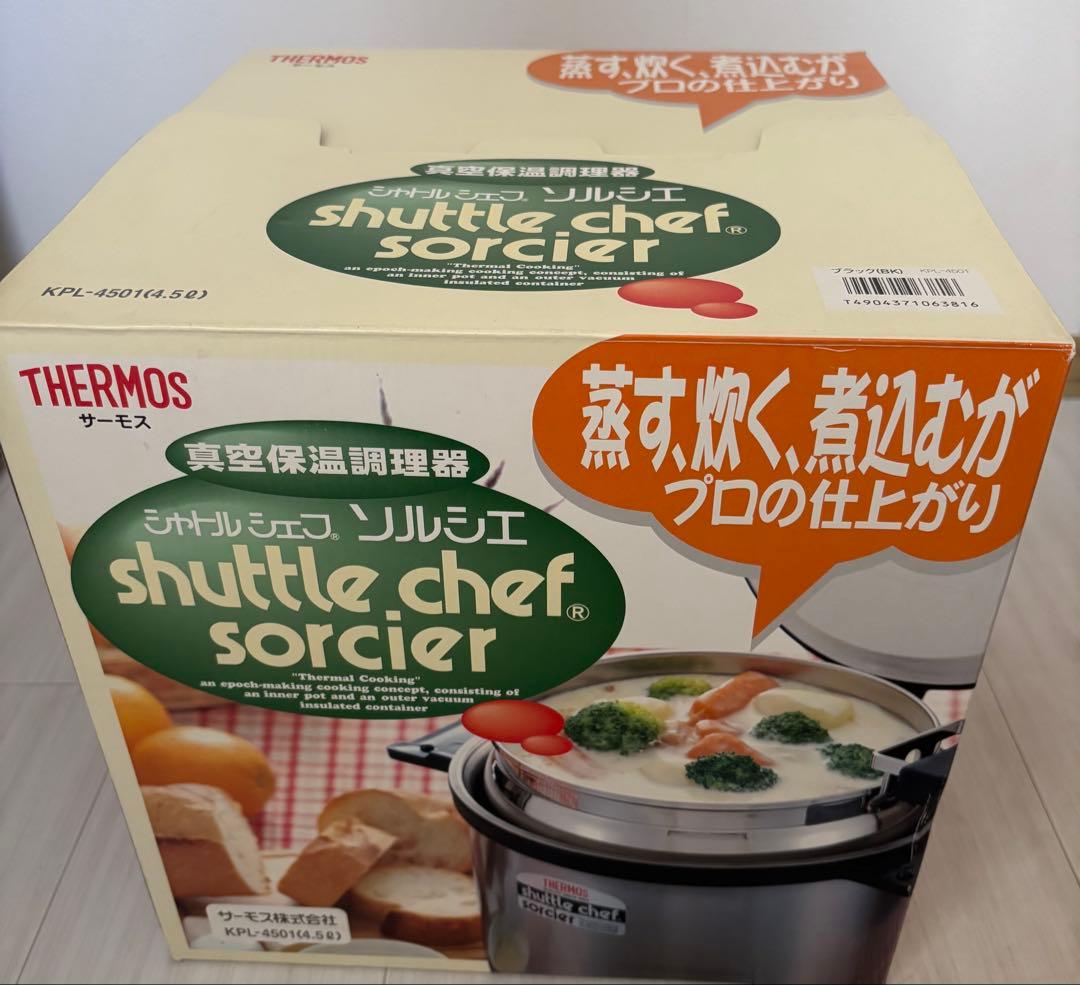 THERMOS
サーモス
蒸す、炊く、煮込むが
プロの仕上がり
真空保温調理器
シャトルシェフ® ソルシエ
shuttle chef®
sorcier
"Thermal Cooking"
an epoch-making cooking concept, consisting of
an inner pot and an outer vacuum
insulated container
KPL-4501(4.5ℓ)
ブラック(BK) KPL-4501
T4904371063816
THERMOS
サーモス
蒸す、炊く、煮込むが
プロの仕上がり
真空保温調理器
シャトルシェフ® ソルシエ
shuttle chef®
sorcier
"Thermal Cooking"
an epoch-making cooking concept, consisting of
an inner pot and an outer vacuum
insulated container
THERMOS
shuttle chef
sorcier
サーモス株式会社
KPL-4501(4.5ℓ)